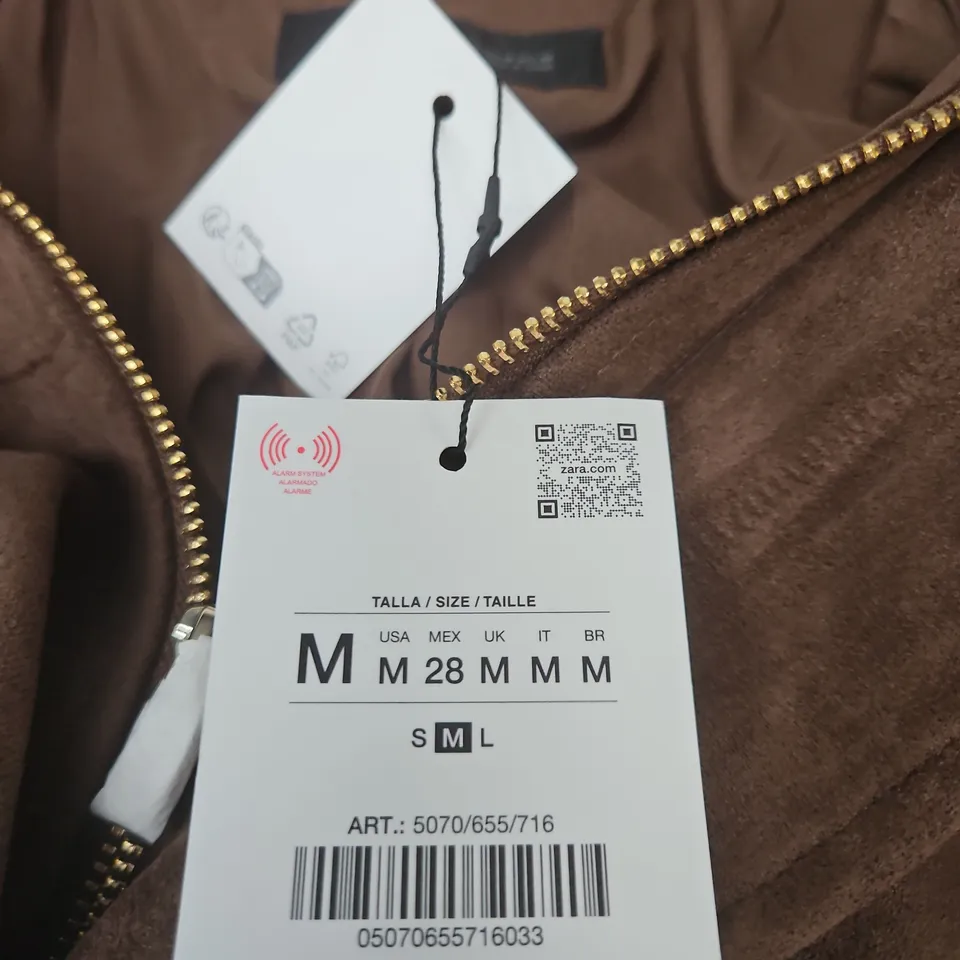 ALARM SYSTEM
ALARMADO
ALARME
zara.com
TALLA / SIZE / TAILLE
M
USA MEX UK IT BR
M 28 M M M
S M L
ART.: 5070/655/716
05070655716033